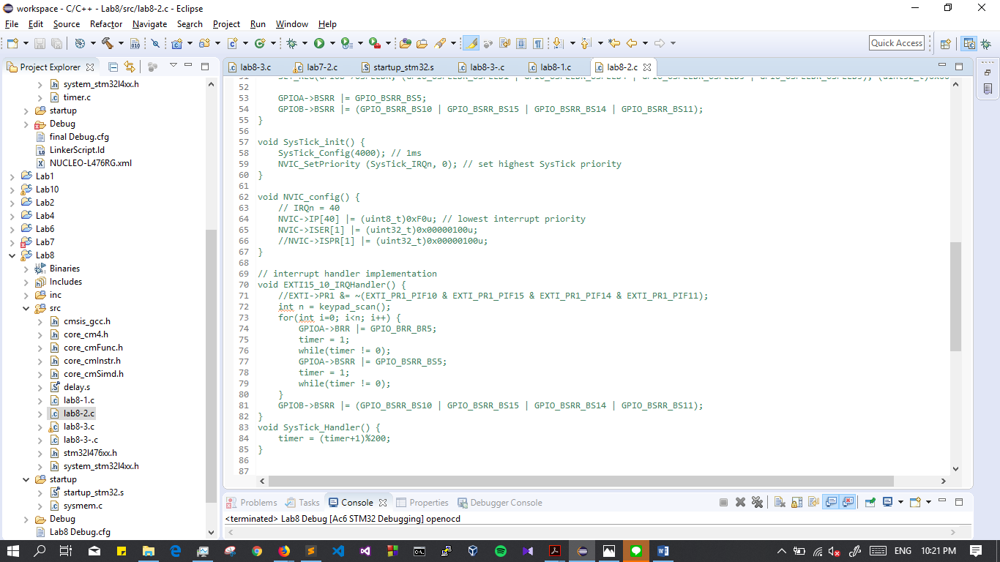 workspace - C/C++ - Lab8/src/lab8-2.c - Eclipse
File Edit Source Refactor Navigate Search Project Run Window Help
Quick Access
Project Explorer
system_stm32l4xx.h
timer.c
startup
Debug
final Debug.cfg
LinkerScript.ld
NUCLEO-L476RG.xml
Lab1
Lab10
Lab2
Lab4
Lab6
Lab7
Lab8
Binaries
Includes
inc
src
cmsis_gcc.h
core_cm4.h
core_cmFunc.h
core_cmInstr.h
core_cmSimd.h
delay.s
lab8-1.c
lab8-2.c
lab8-3.c
lab8-3-.c
stm32l476xx.h
system_stm32l4xx.h
startup
startup_stm32.s
sysmem.c
Debug
Lab8 Debug.cfg
lab8-3.c lab7-2.c startup_stm32.s lab8-3-.c lab8-1.c lab8-2.c
52
53 GPIOA->BSRR |= GPIO_BSRR_BS5;
54 GPIOB->BSRR |= (GPIO_BSRR_BS10 | GPIO_BSRR_BS15 | GPIO_BSRR_BS14 | GPIO_BSRR_BS11);
55 }
56
57 void SysTick_init() {
58 SysTick_Config(4000); // 1ms
59 NVIC_SetPriority (SysTick_IRQn, 0); // set highest SysTick priority
60 }
61
62 void NVIC_config() {
63 // IRQn = 40
64 NVIC->IP[40] |= (uint8_t)0xF0u; // lowest interrupt priority
65 NVIC->ISER[1] |= (uint32_t)0x00000100u;
66 //NVIC->ISPR[1] |= (uint32_t)0x00000100u;
67 }
68
69 // interrupt handler implementation
70 void EXTI15_10_IRQHandler() {
71 //EXTI->PR1 &= ~(EXTI_PR1_PIF10 & EXTI_PR1_PIF15 & EXTI_PR1_PIF14 & EXTI_PR1_PIF11);
72 int n = keypad_scan();
73 for(int i=0; i<n; i++) {
74 GPIOA->BRR |= GPIO_BRR_BR5;
75 timer = 1;
76 while(timer != 0);
77 GPIOA->BSRR |= GPIO_BSRR_BS5;
78 timer = 1;
79 while(timer != 0);
80 }
81 GPIOB->BSRR |= (GPIO_BSRR_BS10 | GPIO_BSRR_BS15 | GPIO_BSRR_BS14 | GPIO_BSRR_BS11);
82 }
83 void SysTick_Handler() {
84 timer = (timer+1)%200;
85 }
86
87
Problems Tasks Console Properties Debugger Console
<terminated> Lab8 Debug [Ac6 STM32 Debugging] openocd
ENG 10:21 PM